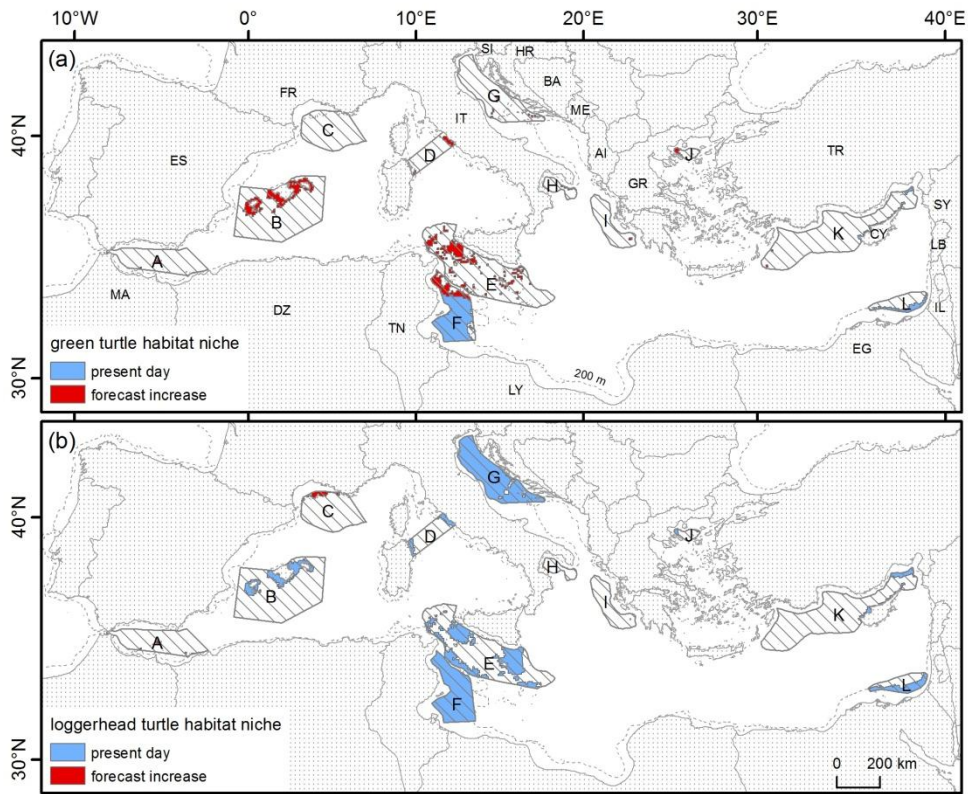 10°W 0° 10°E 20°E 30°E 40°E
(a)
SI HR
FR
G
BA
IT
ME
40°N
C
D
AI
J
TR
ES
GR
H
B
I
SY
K
CY
LB
A
E
L
IL
MA
DZ
TN
F
EG
green turtle habitat niche
present day
forecast increase
30°N
LY
200 m
(b)
G
40°N
C
D
J
H
B
I
K
A
E
L
F
loggerhead turtle habitat niche
present day
forecast increase
30°N
0 200 km